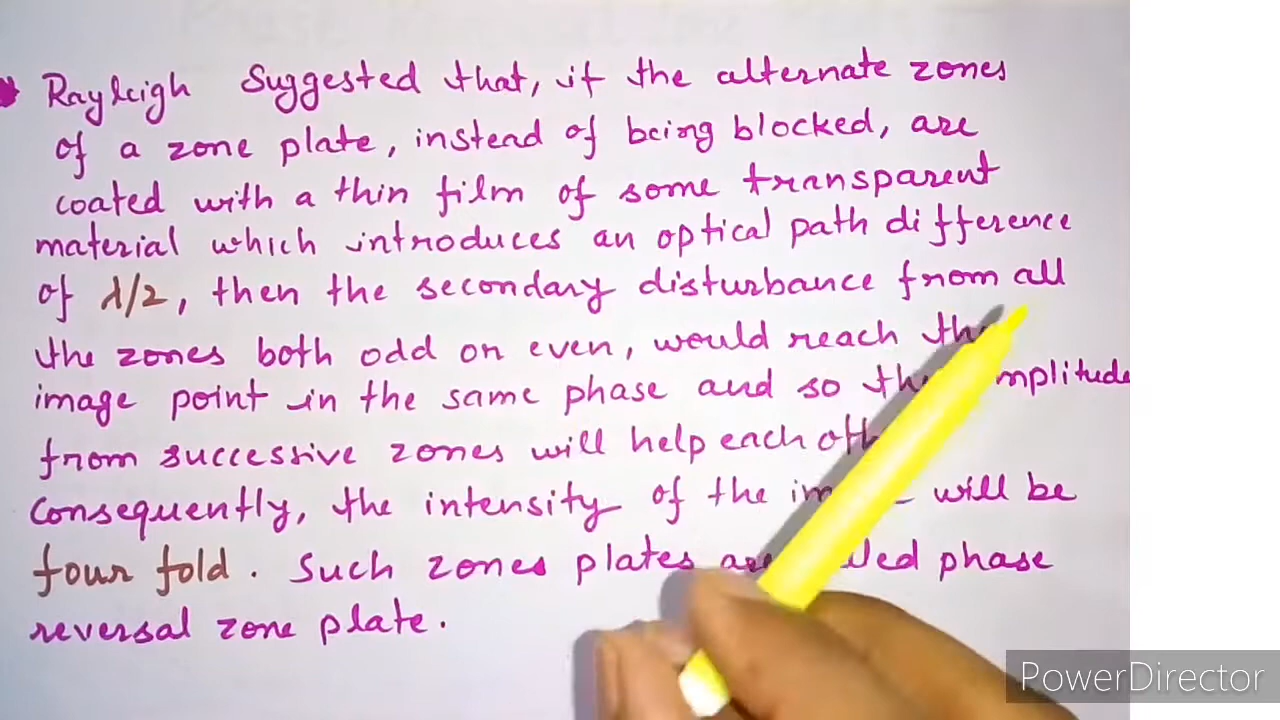 Rayleigh Suggested that, if the alternate zones
of a zone plate, instead of being blocked, are
coated with a thin film of some transparent
material which introduces an optical path difference
of λ/2, then the secondary disturbance from all
the zones both odd or even, would reach
image point in the same phase and so
from successive zones will help each
Consequently, the intensity of the will be
four fold. Such zones plates phase
reversal zone plate.
PowerDirector